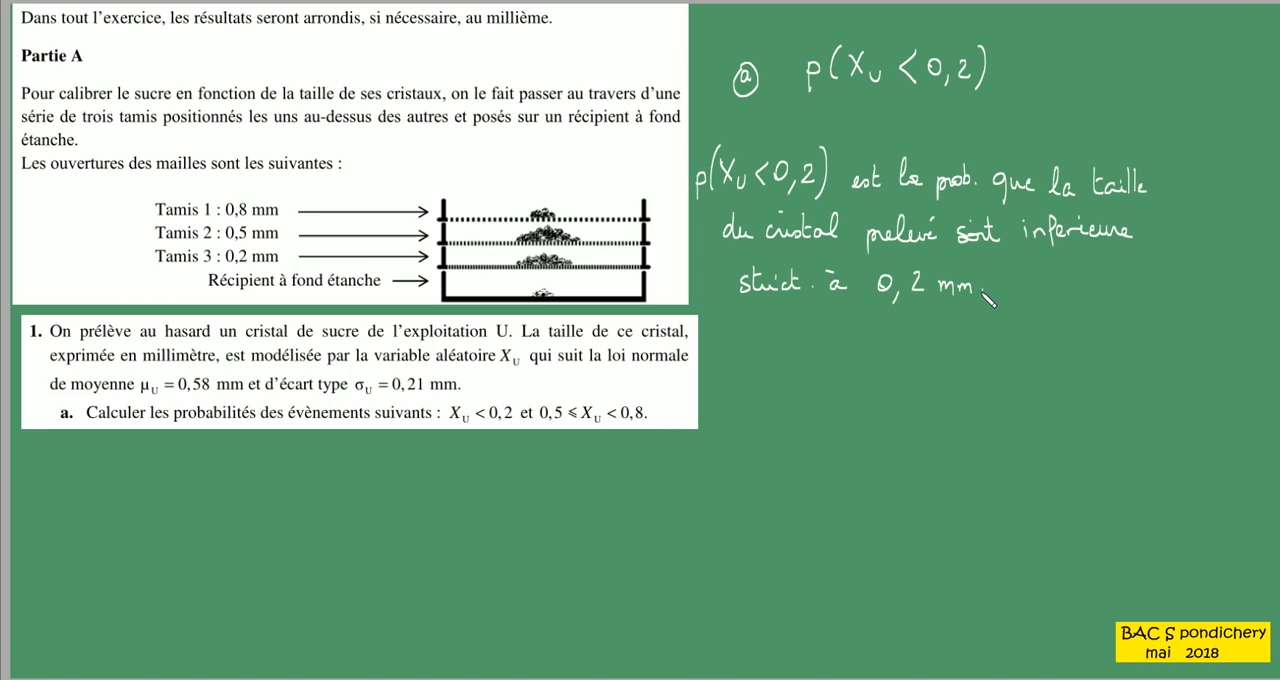 Dans tout l'exercice, les résultats seront arrondis, si nécessaire, au millième.
Partie A
Pour calibrer le sucre en fonction de la taille de ses cristaux, on le fait passer au travers d'une
série de trois tamis positionnés les uns au-dessus des autres et posés sur un récipient à fond
étanche.
Les ouvertures des mailles sont les suivantes :
Tamis 1 : 0,8 mm
Tamis 2 : 0,5 mm
Tamis 3 : 0,2 mm
Récipient à fond étanche
1. On prélève au hasard un cristal de sucre de l'exploitation U. La taille de ce cristal,
exprimée en millimètre, est modélisée par la variable aléatoire X_U qui suit la loi normale
de moyenne μ_U = 0,58 mm et d'écart type σ_U = 0,21 mm.
a. Calculer les probabilités des évènements suivants : X_U < 0,2 et 0,5 ⩽ X_U < 0,8.
ⓐ p(X_U < 0,2)
p(X_U < 0,2) est la prob. que la taille
du cristal prelevé soit inferieure
strict. à 0,2 mm.
BAC S pondichery
mai 2018